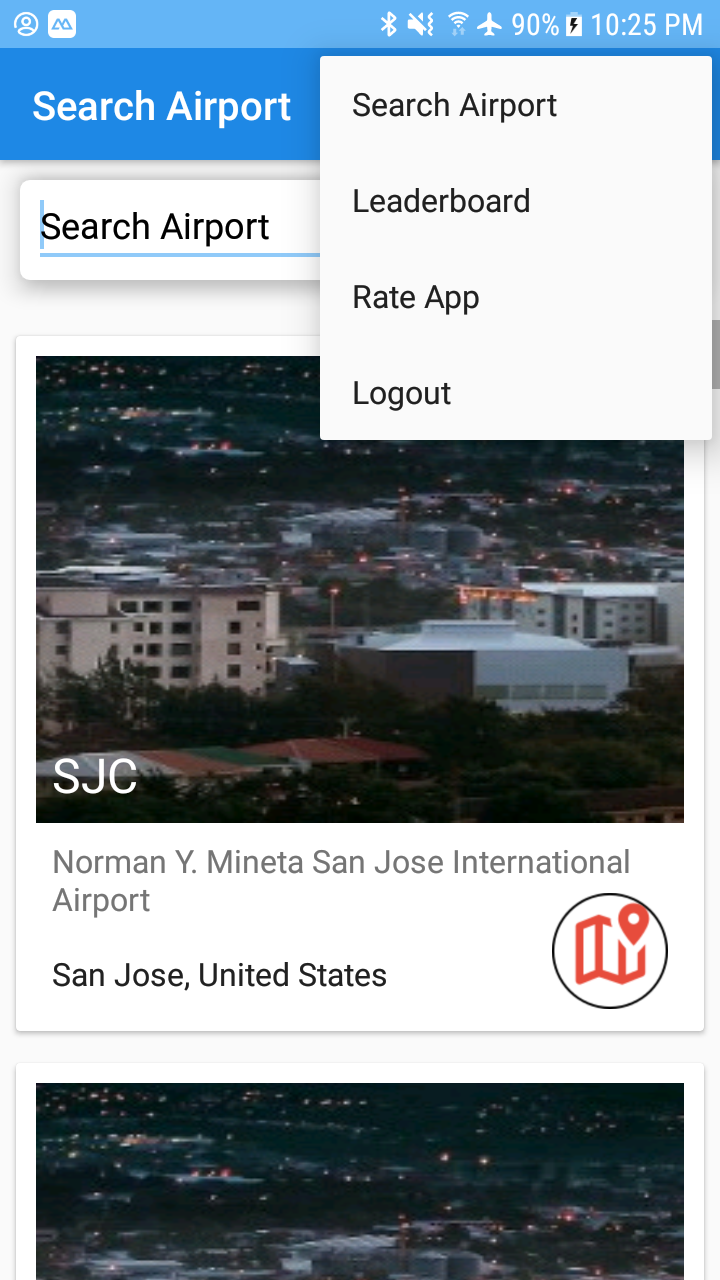 90% 10:25 PM
Search Airport
Search Airport
Leaderboard
Rate App
Logout
Search Airport
SJC
Norman Y. Mineta San Jose International
Airport
San Jose, United States